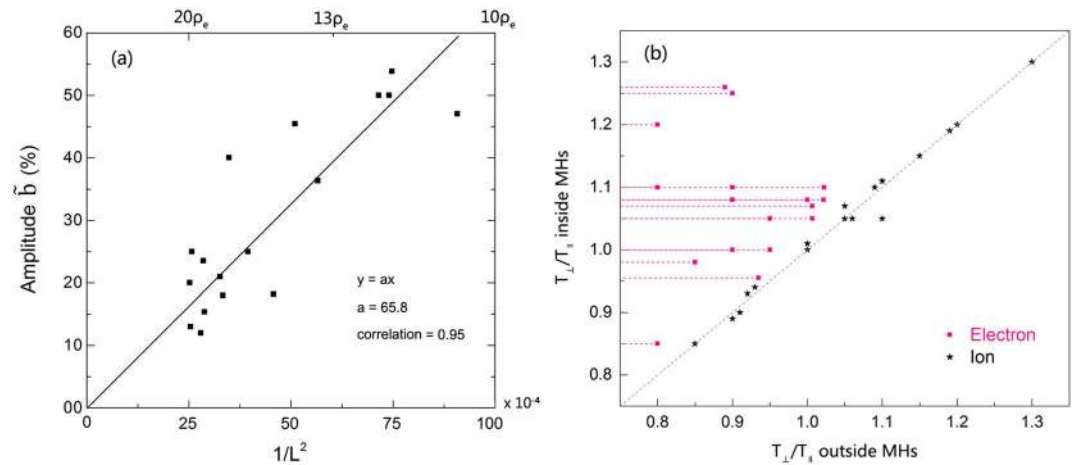 20ρₑ 13ρₑ 10ρₑ
60
50
40
30
20
10
00
(a)
Amplitude b̃ (%)
y = ax
a = 65.8
correlation = 0.95
0 25 50 75 100
x 10⁻⁴
1/L²
(b)
1.3
1.2
1.1
1.0
0.9
0.8
T⊥/T∥ inside MHs
Electron
Ion
0.8 0.9 1.0 1.1 1.2 1.3
T⊥/T∥ outside MHs